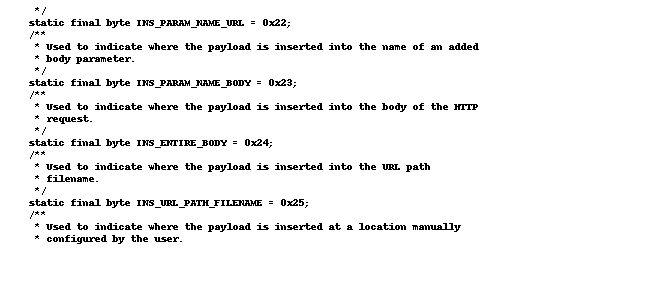 */
static final byte INS_PARAM_NAME_URL = 0x22;
/**
* Used to indicate where the payload is inserted into the name of an added
* body parameter.
*/
static final byte INS_PARAM_NAME_BODY = 0x23;
/**
* Used to indicate where the payload is inserted into the body of the HTTP
* request.
*/
static final byte INS_ENTIRE_BODY = 0x24;
/**
* Used to indicate where the payload is inserted into the URL path
* filename.
*/
static final byte INS_URL_PATH_FILENAME = 0x25;
/**
* Used to indicate where the payload is inserted at a location manually
* configured by the user.